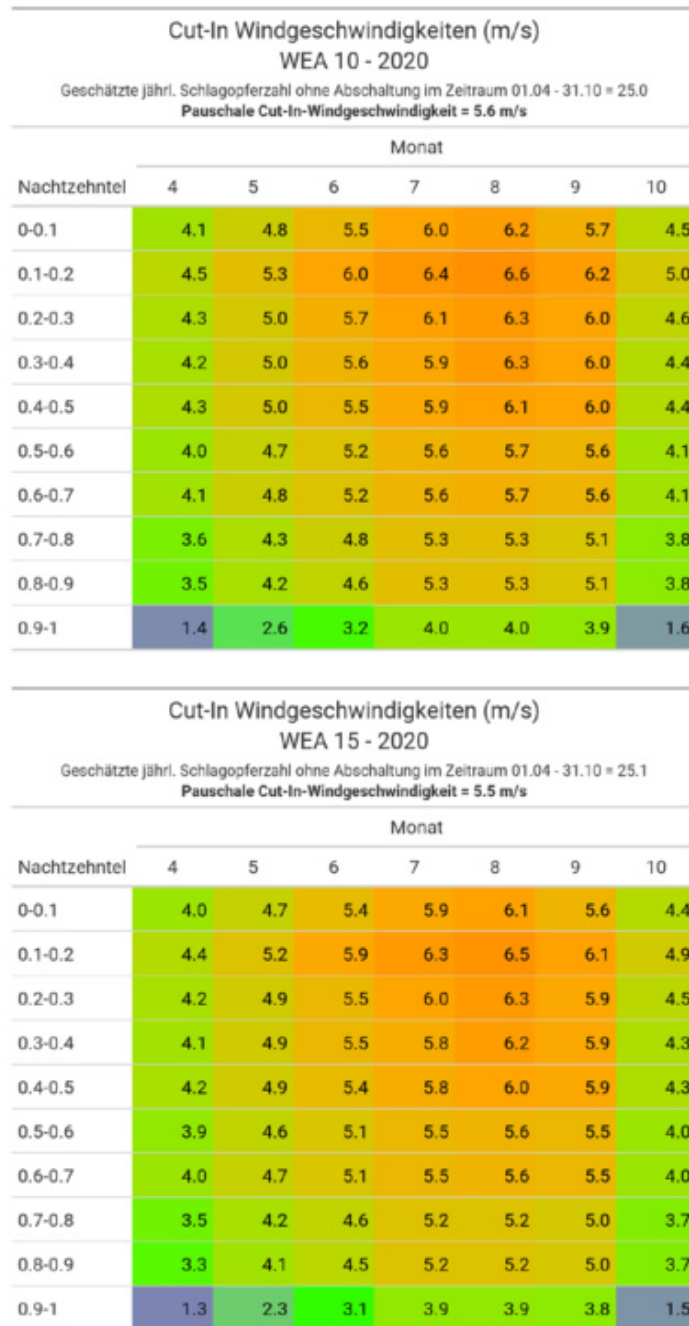 Cut-In Windgeschwindigkeiten (m/s)
WEA 10 - 2020
Geschätzte jährl. Schlagopferzahl ohne Abschaltung im Zeitraum 01.04 - 31.10 = 25.0
Pauschale Cut-In-Windgeschwindigkeit = 5.6 m/s
Monat
Nachtzehntel 4 5 6 7 8 9 10
0-0.1 4.1 4.8 5.5 6.0 6.2 5.7 4.5
0.1-0.2 4.5 5.3 6.0 6.4 6.6 6.2 5.0
0.2-0.3 4.3 5.0 5.7 6.1 6.3 6.0 4.6
0.3-0.4 4.2 5.0 5.6 5.9 6.3 6.0 4.4
0.4-0.5 4.3 5.0 5.5 5.9 6.1 6.0 4.4
0.5-0.6 4.0 4.7 5.2 5.6 5.7 5.6 4.1
0.6-0.7 4.1 4.8 5.2 5.6 5.7 5.6 4.1
0.7-0.8 3.6 4.3 4.8 5.3 5.3 5.1 3.8
0.8-0.9 3.5 4.2 4.6 5.3 5.3 5.1 3.8
0.9-1 1.4 2.6 3.2 4.0 4.0 3.9 1.6
Cut-In Windgeschwindigkeiten (m/s)
WEA 15 - 2020
Geschätzte jährl. Schlagopferzahl ohne Abschaltung im Zeitraum 01.04 - 31.10 = 25.1
Pauschale Cut-In-Windgeschwindigkeit = 5.5 m/s
Monat
Nachtzehntel 4 5 6 7 8 9 10
0-0.1 4.0 4.7 5.4 5.9 6.1 5.6 4.4
0.1-0.2 4.4 5.2 5.9 6.3 6.5 6.1 4.9
0.2-0.3 4.2 4.9 5.5 6.0 6.3 5.9 4.5
0.3-0.4 4.1 4.9 5.5 5.8 6.2 5.9 4.3
0.4-0.5 4.2 4.9 5.4 5.8 6.0 5.9 4.3
0.5-0.6 3.9 4.6 5.1 5.5 5.6 5.5 4.0
0.6-0.7 4.0 4.7 5.1 5.5 5.6 5.5 4.0
0.7-0.8 3.5 4.2 4.6 5.2 5.2 5.0 3.7
0.8-0.9 3.3 4.1 4.5 5.2 5.2 5.0 3.7
0.9-1 1.3 2.3 3.1 3.9 3.9 3.8 1.5